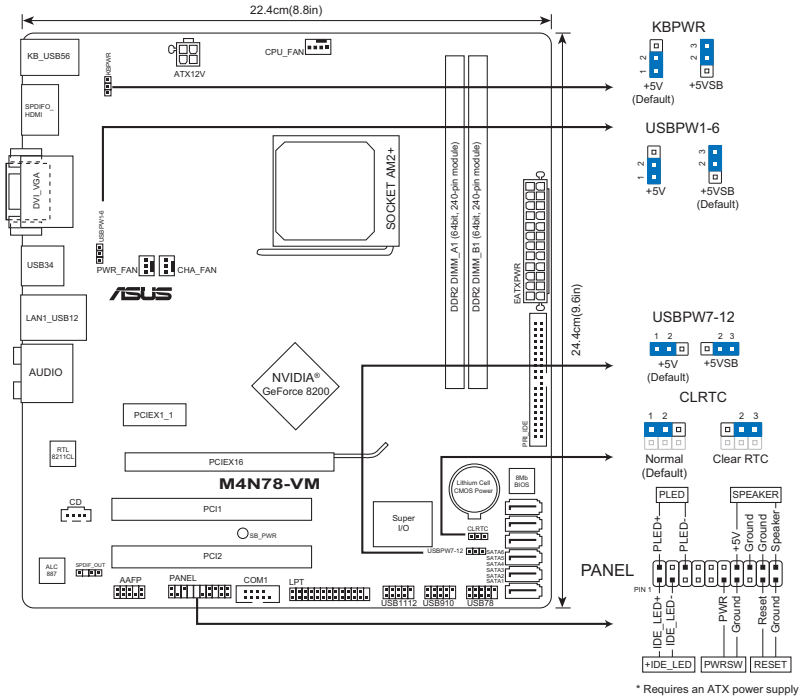 22.4cm(8.8in)
KBPWR
KB_USB56
KBPWR
ATX12V
CPU_FAN
3
2
2
1
+5V
(Default)
+5VSB
SPDIFO_
HDMI
USBPW1-6
3
2
2
1
+5V
+5VSB
(Default)
DVI_VGA
SOCKET AM2+
DDR2 DIMM_A1 (64bit, 240-pin module)
DDR2 DIMM_B1 (64bit, 240-pin module)
EATXPWR
24.4cm(9.6in)
USBPW1-6
USB34
PWR_FAN
CHA_FAN
ASUS
LAN1_USB12
USBPW7-12
1 2
2 3
+5V
(Default)
+5VSB
AUDIO
NVIDIA®
GeForce 8200
PRI_IDE
CLRTC
1 2
2 3
Normal
(Default)
Clear RTC
PCIEX1_1
RTL
8211CL
PCIEX16
M4N78-VM
Lithium Cell
CMOS Power
8Mb
BIOS
CD
PCI1
Super
I/O
CLRTC
SB_PWR
USBPW7-12
SATA6
SATA5
SATA4
SATA3
SATA2
SATA1
PCI2
ALC
887
SPDIF_OUT
AAFP
PANEL
COM1
LPT
USB1112
USB910
USB78
PLED
SPEAKER
PLED+
PLED-
+5V
Ground
Ground
Speaker
PANEL
PIN 1
IDE_LED+
IDE_LED-
PWR
Ground
Reset
Ground
+IDE_LED
PWRSW
RESET
* Requires an ATX power supply